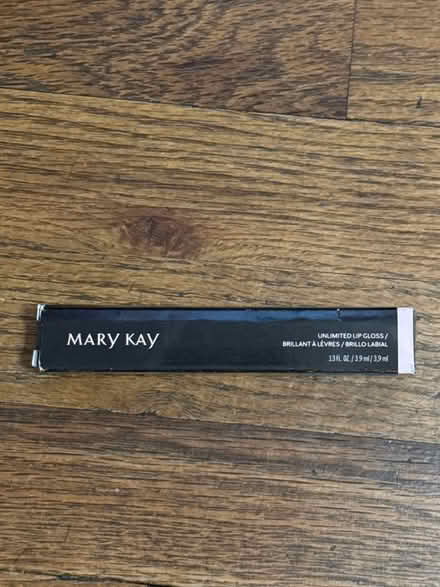 MARY KAY
UNLIMITED LIP GLOSS /
BRILLANT À LÈVRES / BRILLO LABIAL
.13 fl. OZ. / 3.9 ml / 3,9 ml